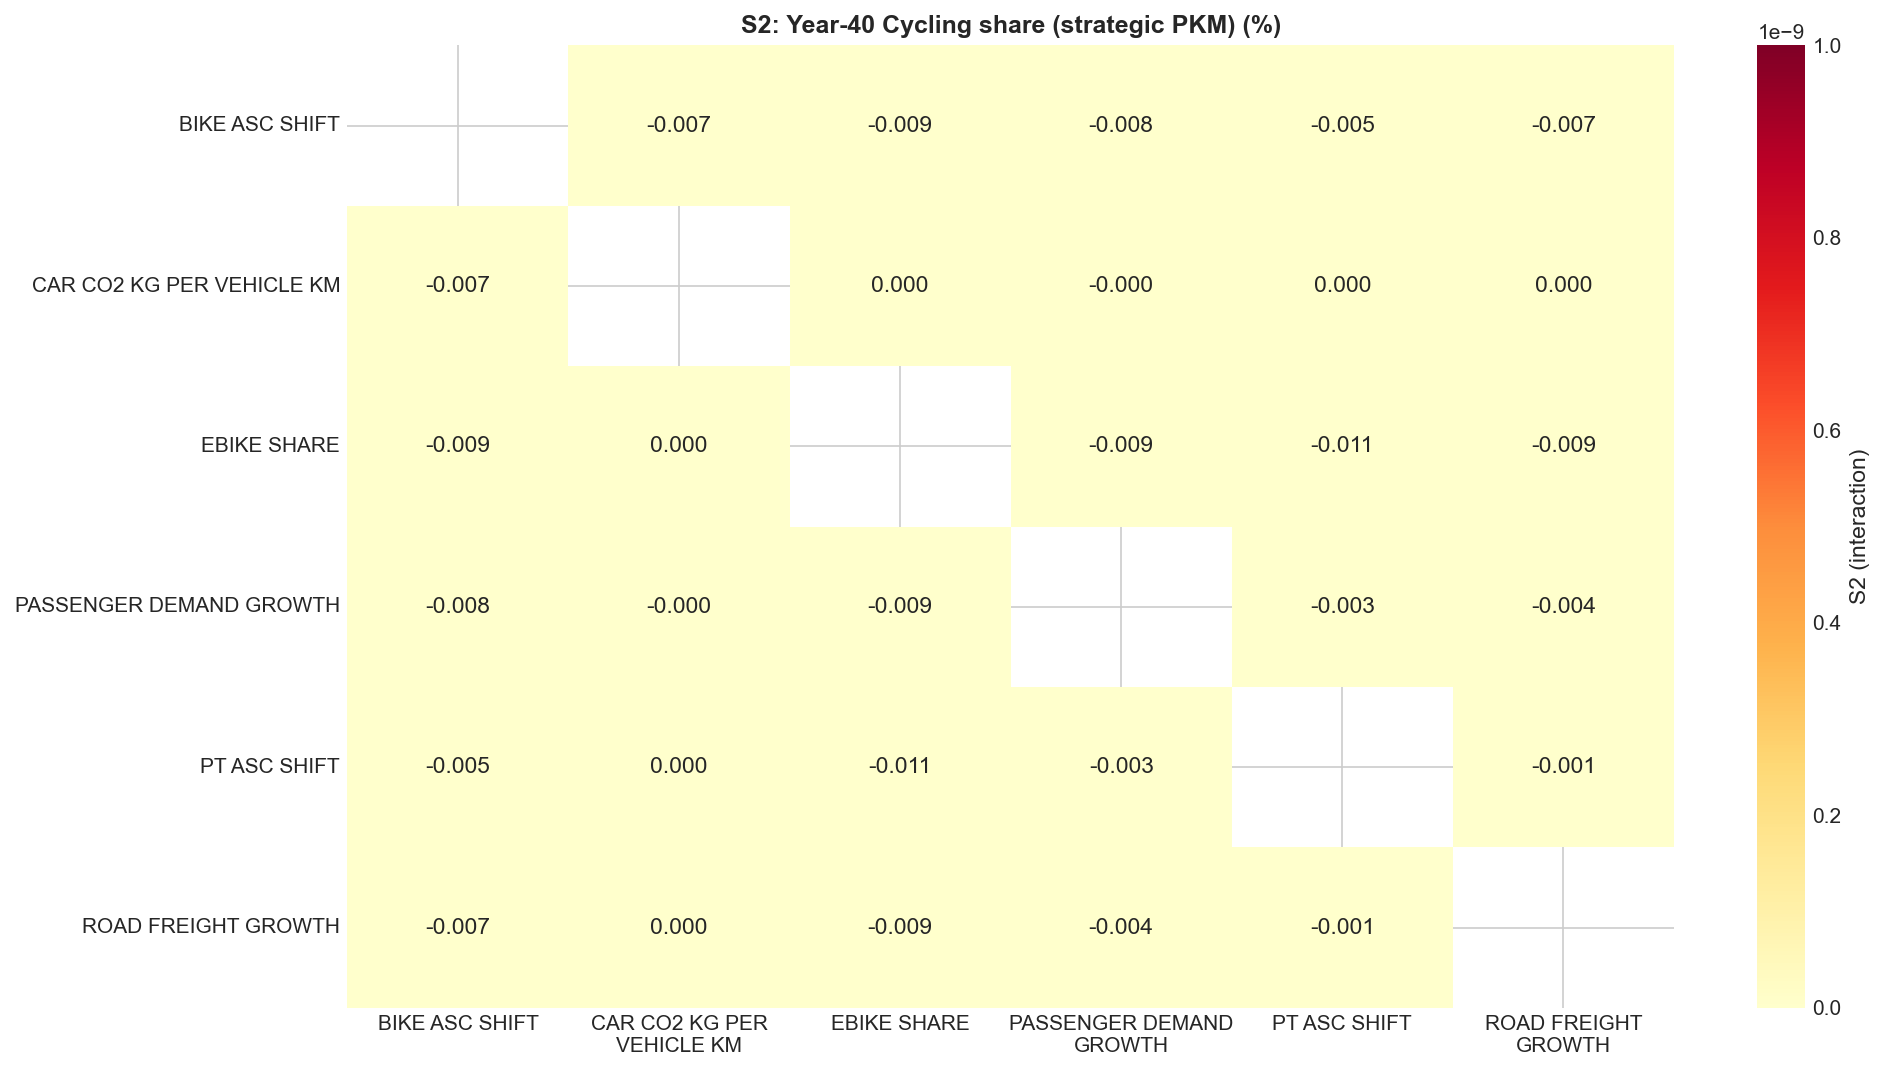 S2: Year-40 Cycling share (strategic PKM) (%)
1e−9
1.0
BIKE ASC SHIFT
-0.007
-0.009
-0.008
-0.005
-0.007
0.8
CAR CO2 KG PER VEHICLE KM
-0.007
0.000
-0.000
0.000
0.000
0.6
EBIKE SHARE
-0.009
0.000
-0.009
-0.011
-0.009
S2 (interaction)
PASSENGER DEMAND GROWTH
-0.008
-0.000
-0.009
-0.003
-0.004
0.4
PT ASC SHIFT
-0.005
0.000
-0.011
-0.003
-0.001
0.2
ROAD FREIGHT GROWTH
-0.007
0.000
-0.009
-0.004
-0.001
0.0
BIKE ASC SHIFT
CAR CO2 KG PER
VEHICLE KM
EBIKE SHARE
PASSENGER DEMAND
GROWTH
PT ASC SHIFT
ROAD FREIGHT
GROWTH